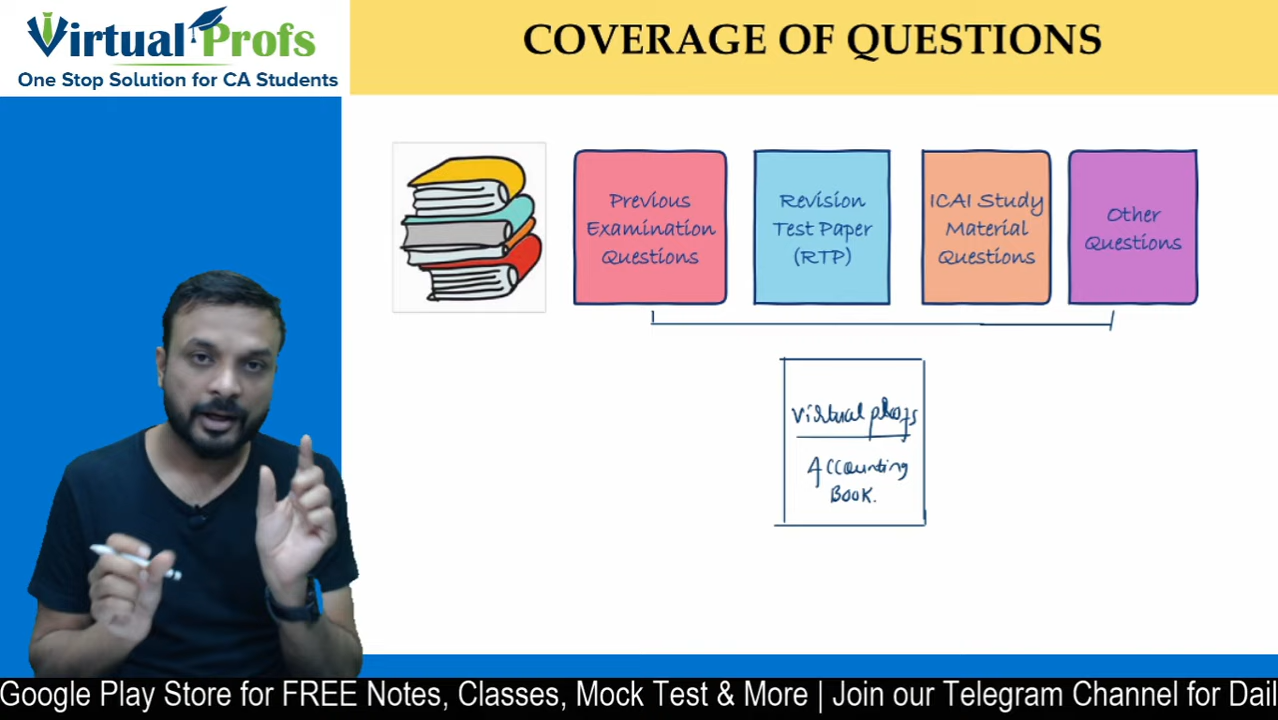 Virtual Profs
One Stop Solution for CA Students
COVERAGE OF QUESTIONS
Previous
Examination
Questions
Revision
Test Paper
(RTP)
ICAI Study
Material
Questions
Other
Questions
Virtual profs
Accounting
Book.
Google Play Store for FREE Notes, Classes, Mock Test & More | Join our Telegram Channel for Dail